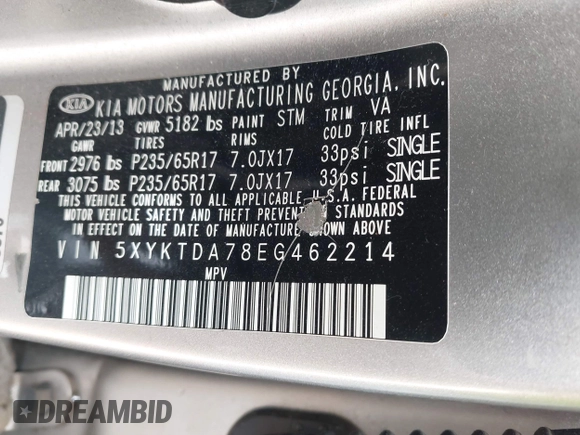 MANUFACTURED BY
KIA KIA MOTORS MANUFACTURING GEORGIA, INC.
APR/23/13 GVWR 5182 lbs PAINT STM TRIM VA
GAWR TIRES RIMS COLD TIRE INFL
FRONT 2976 lbs P235/65R17 7.0JX17 33psi SINGLE
REAR 3075 lbs P235/65R17 7.0JX17 33psi SINGLE
THIS VEHICLE CONFORMS TO ALL APPLICABLE U.S.A. FEDERAL
MOTOR VEHICLE SAFETY AND THEFT PREVENTION STANDARDS
IN EFFECT ON THE DATE OF MANUFACTURE SHOWN ABOVE.
VIN 5XYKTDA78EG462214
MPV
DREAMBID